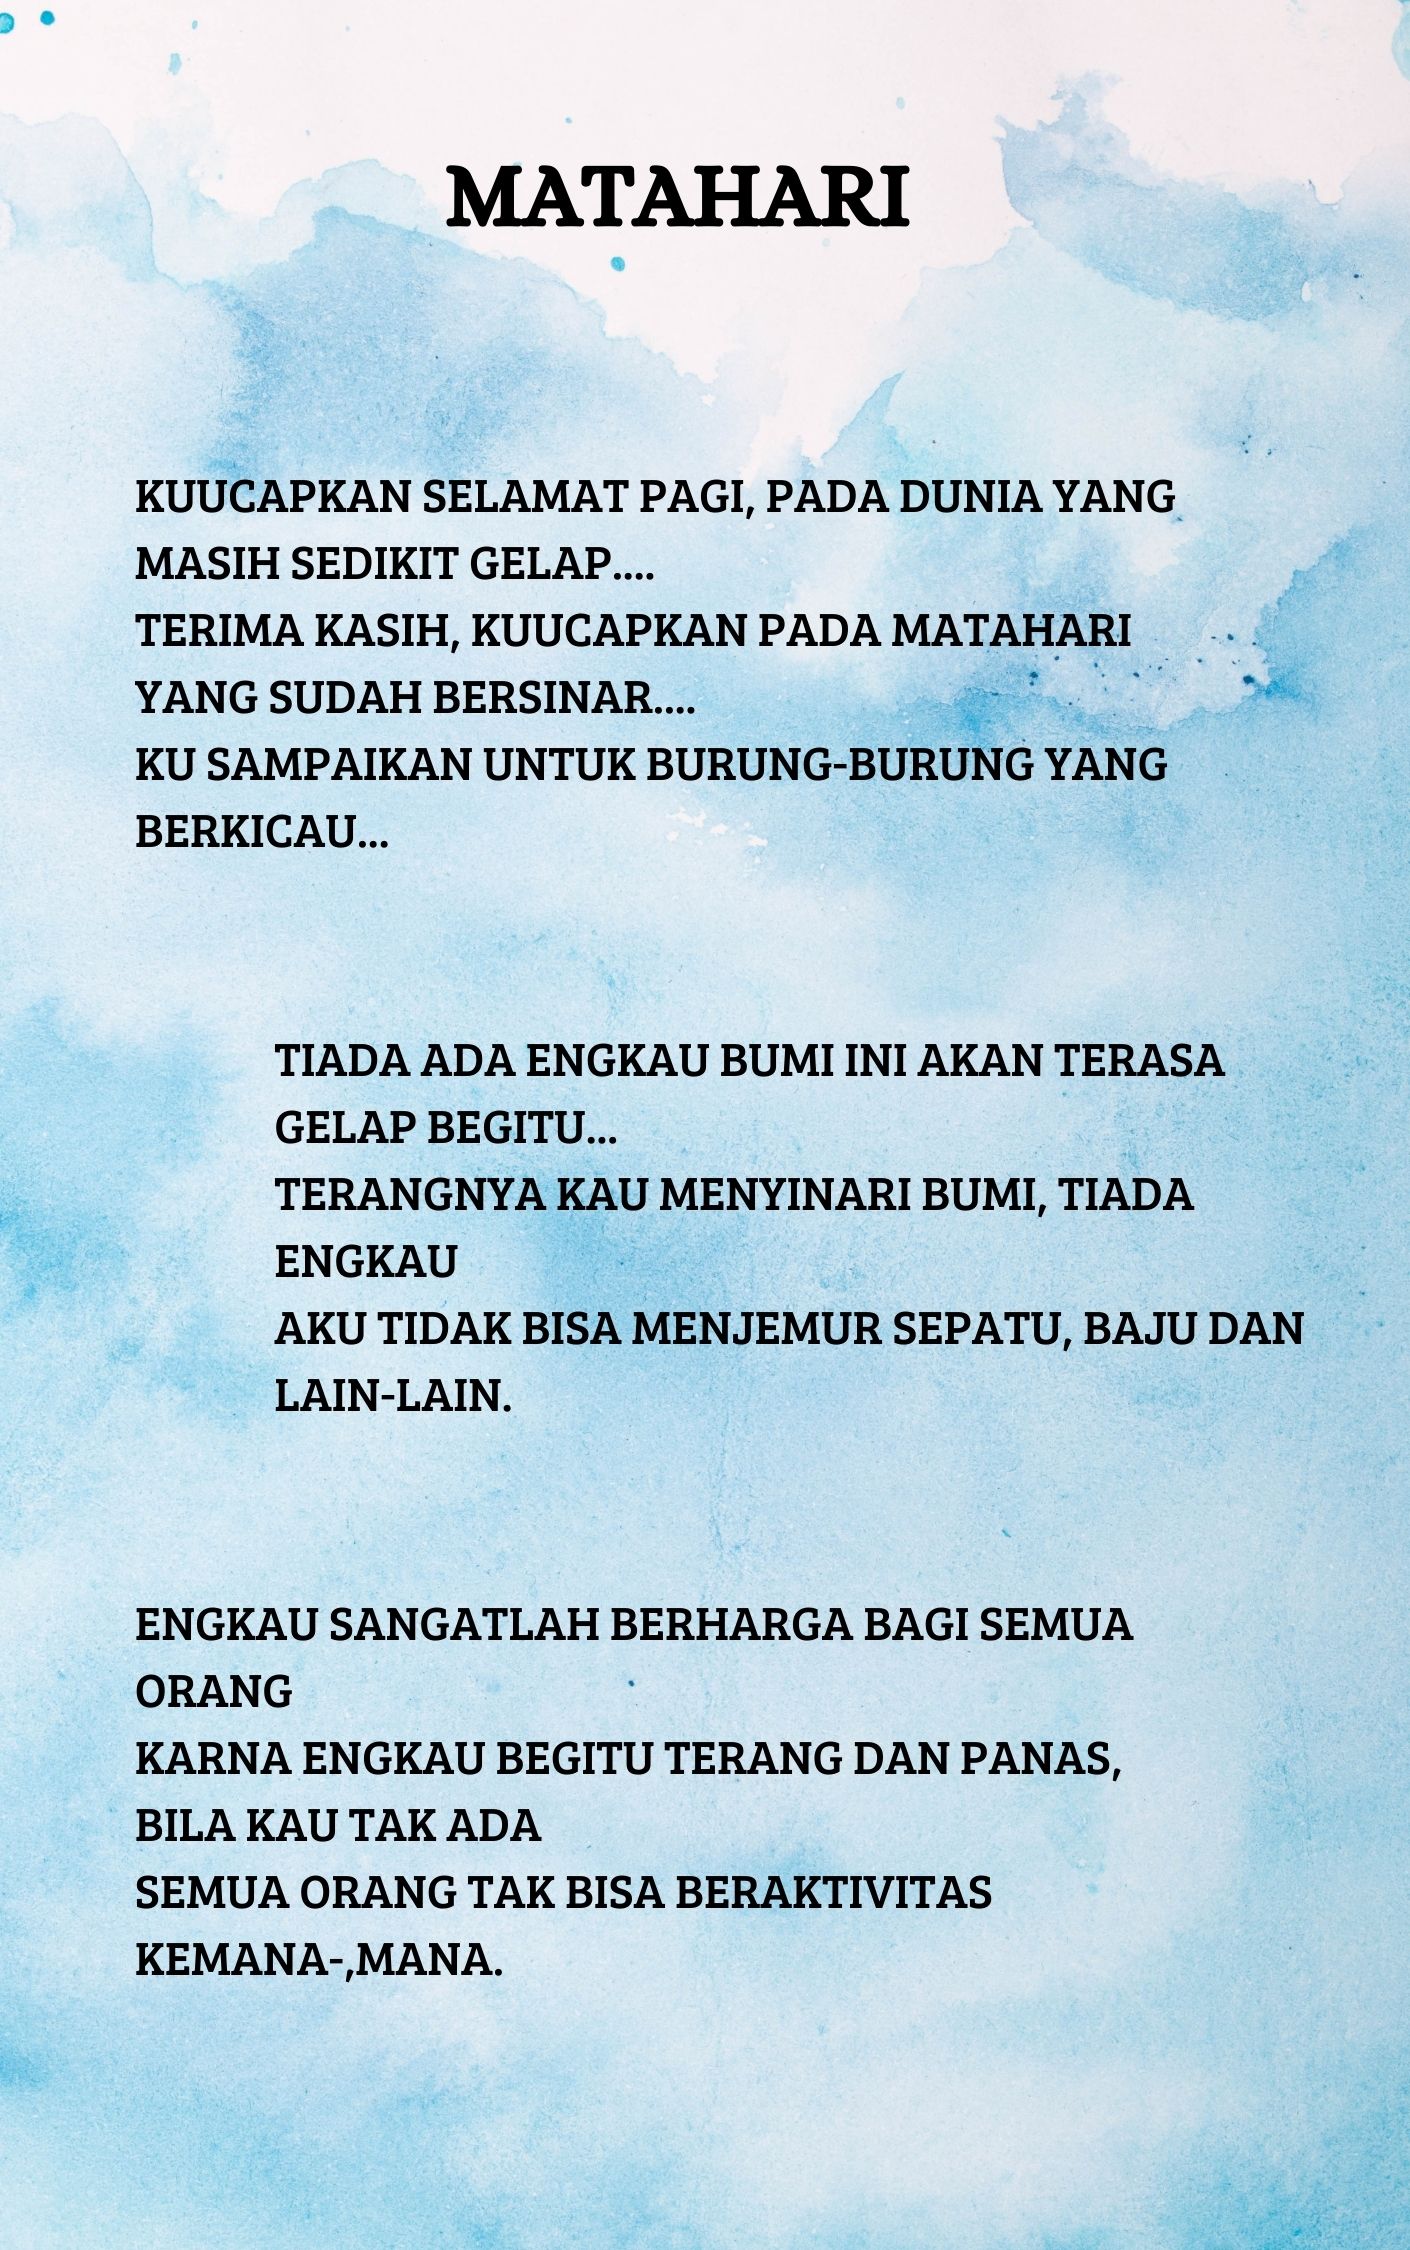 MATAHARI
KUUCAPKAN SELAMAT PAGI, PADA DUNIA YANG
MASIH SEDIKIT GELAP....
TERIMA KASIH, KUUCAPKAN PADA MATAHARI
YANG SUDAH BERSINAR....
KU SAMPAIKAN UNTUK BURUNG-BURUNG YANG
BERKICAU...
TIADA ADA ENGKAU BUMI INI AKAN TERASA
GELAP BEGITU...
TERANGNYA KAU MENYINARI BUMI, TIADA
ENGKAU
AKU TIDAK BISA MENJEMUR SEPATU, BAJU DAN
LAIN-LAIN.
ENGKAU SANGATLAH BERHARGA BAGI SEMUA
ORANG
KARNA ENGKAU BEGITU TERANG DAN PANAS,
BILA KAU TAK ADA
SEMUA ORANG TAK BISA BERAKTIVITAS
KEMANA-,MANA.